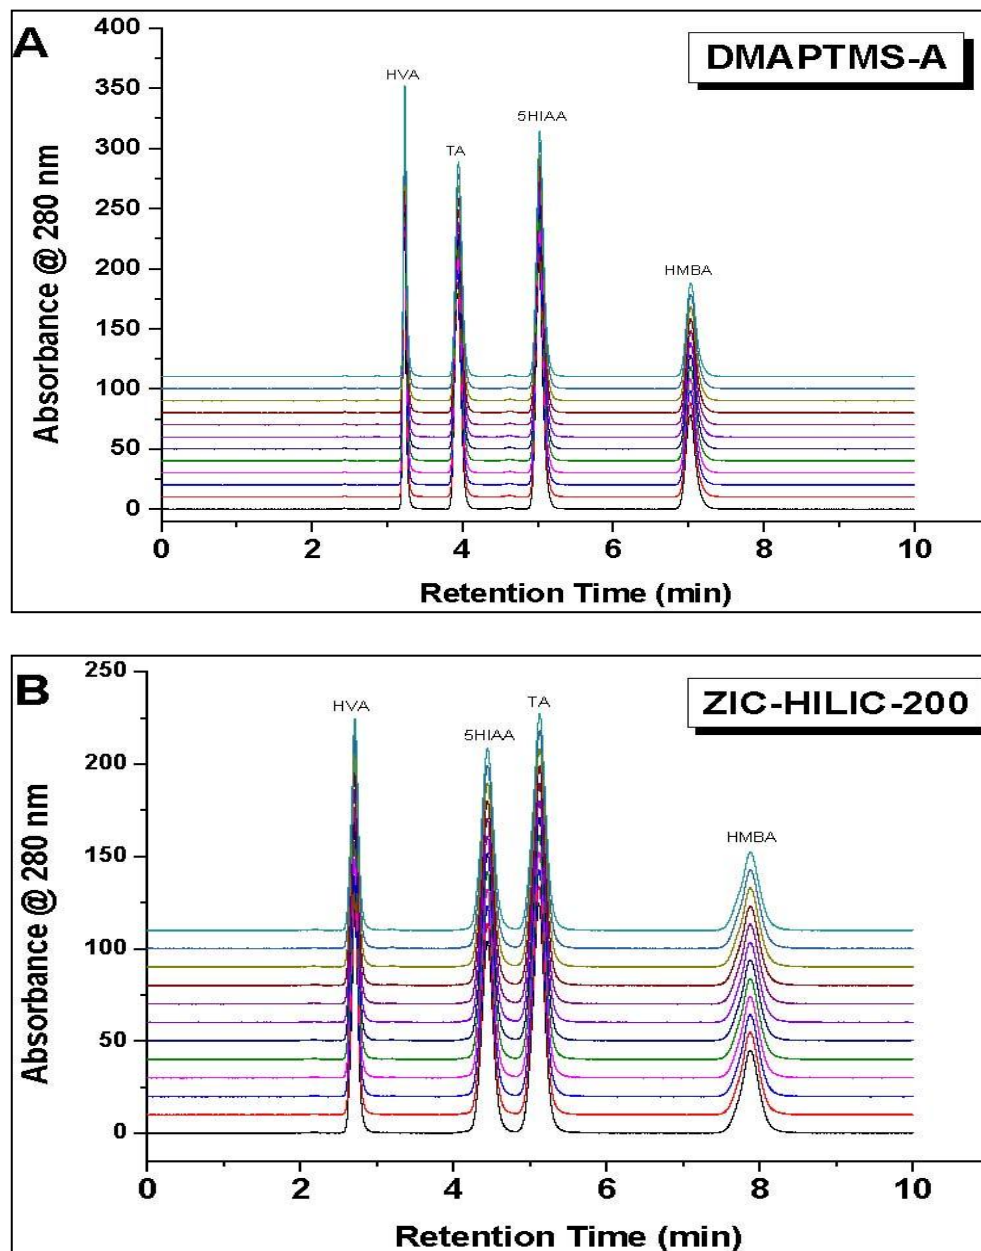 A
DMAPTMS-A
400
350
300
250
200
150
100
50
0
HVA
TA
5HIAA
HMBA
Absorbance @ 280 nm
0 2 4 6 8 10
Retention Time (min)
B
ZIC-HILIC-200
250
200
150
100
50
0
HVA
5HIAA
TA
HMBA
Absorbance @ 280 nm
0 2 4 6 8 10
Retention Time (min)